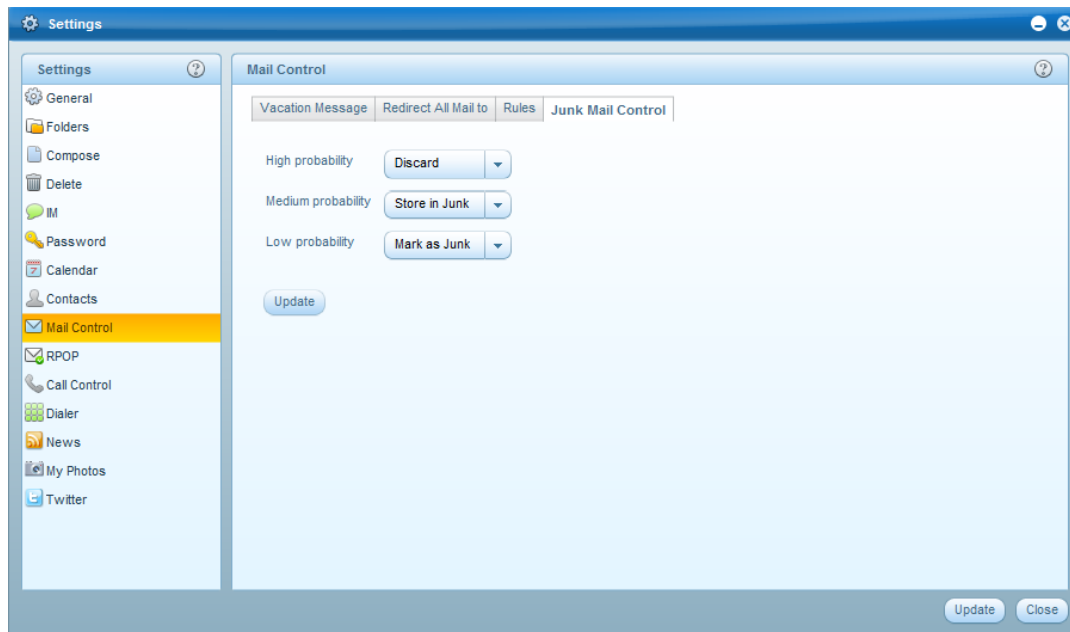 Settings
Settings
General
Folders
Compose
Delete
IM
Password
Calendar
Contacts
Mail Control
RPOP
Call Control
Dialer
News
My Photos
Twitter
Mail Control
Vacation Message Redirect All Mail to Rules Junk Mail Control
High probability Discard
Medium probability Store in Junk
Low probability Mark as Junk
Update
Update Close